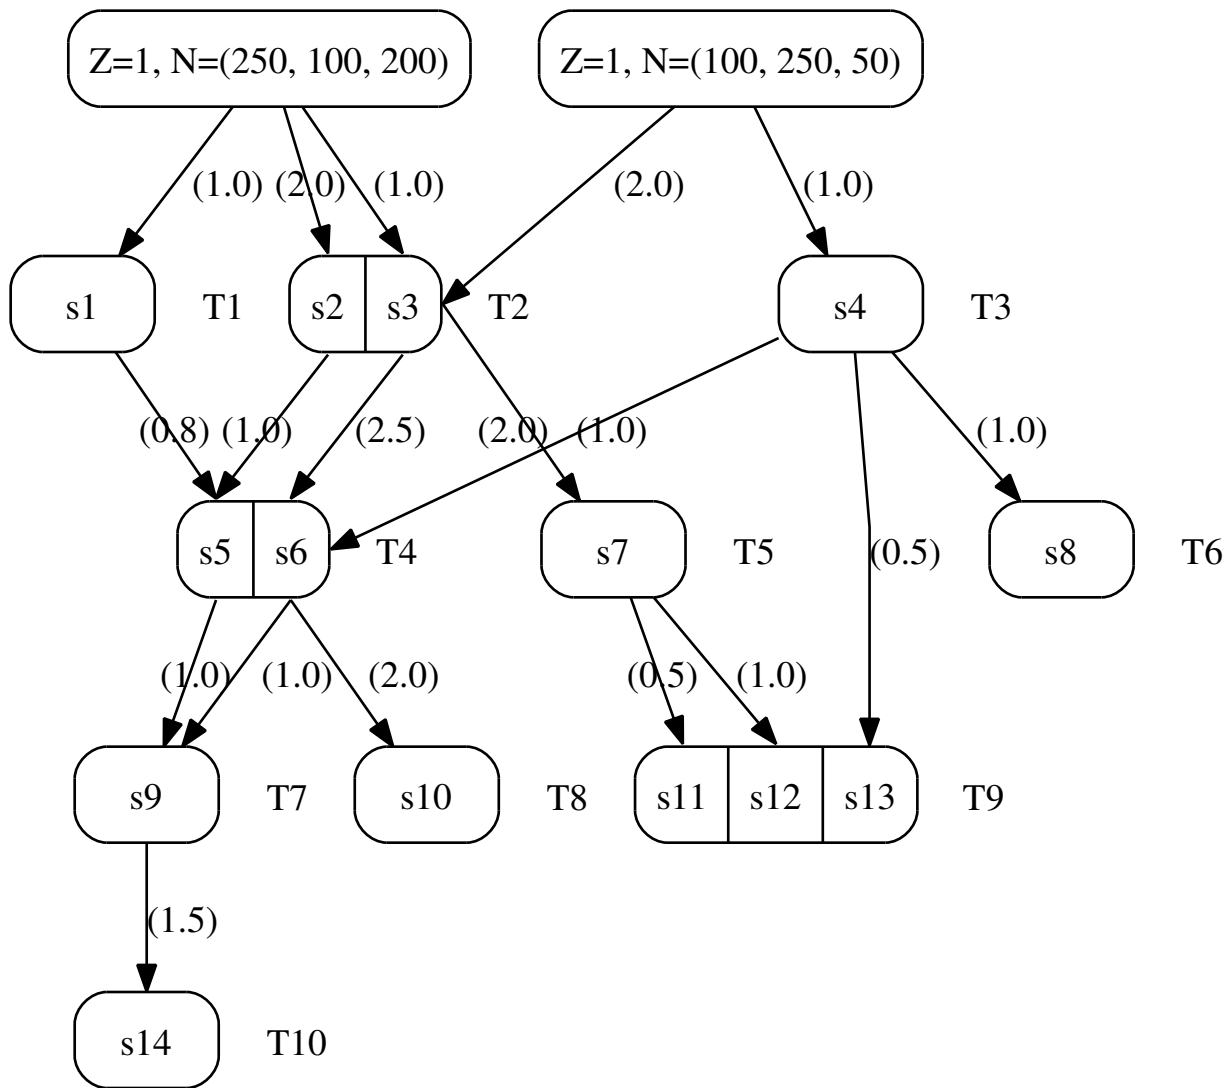 Z=1, N=(250, 100, 200) Z=1, N=(100, 250, 50)
(1.0) (2.0) (1.0) (2.0) (1.0)
s1 T1 s2 s3 T2 s4 T3
(0.8) (1.0) (2.5) (2.0) (1.0) (1.0)
s5 s6 T4 s7 T5 (0.5) s8 T6
(1.0) (1.0) (2.0) (0.5) (1.0)
s9 T7 s10 T8 s11 s12 s13 T9
(1.5)
s14 T10